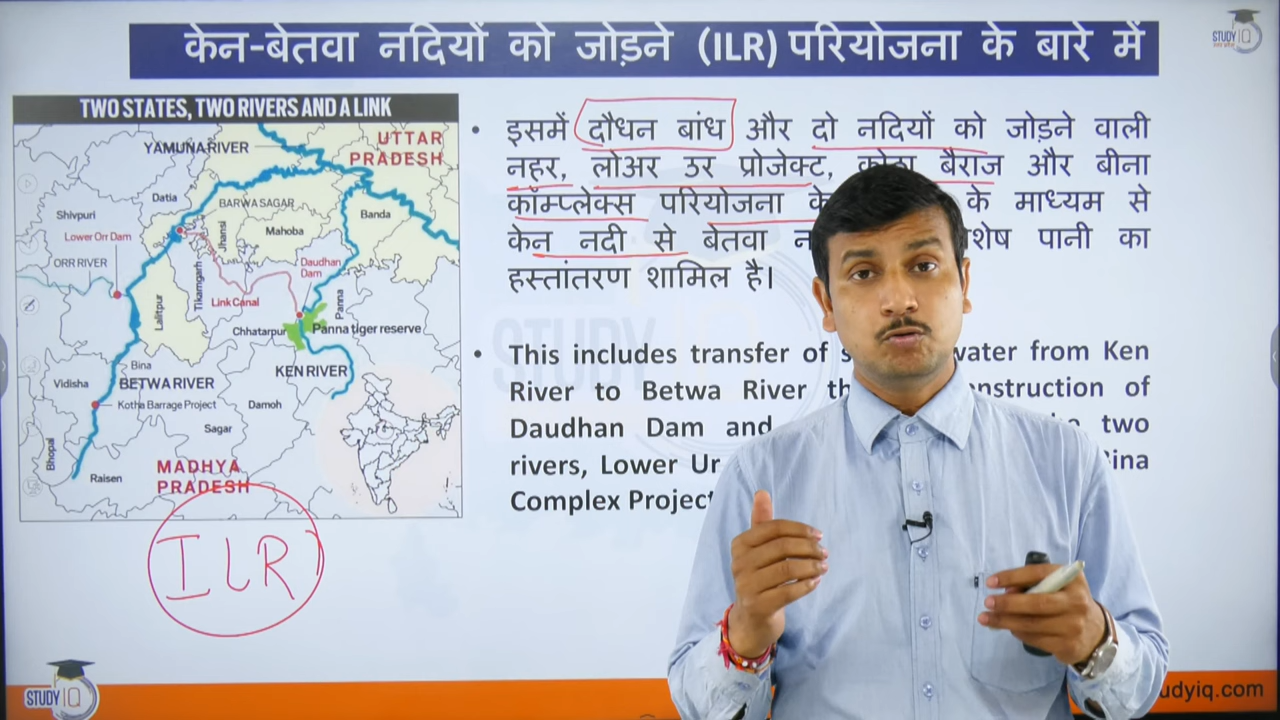 केन-बेतवा नदियों को जोड़ने (ILR) परियोजना के बारे में
STUDY IQ
TWO STATES, TWO RIVERS AND A LINK
YAMUNA RIVER
UTTAR
PRADESH
Datia
BARWA SAGAR
Banda
Shivpuri
Lower Orr Dam
Jhansi
Mahoba
ORR RIVER
Tikamgarh
Daudhan
Dam
Lalitpur
Link Canal
Panna
Chhatarpur
Panna tiger reserve
Bina
KEN RIVER
Vidisha
BETWA RIVER
Kotha Barrage Project
Damoh
Sagar
Bhopal
Raisen
MADHYA
PRADESH
ILR
• इसमें दौधन बांध और दो नदियों को जोड़ने वाली
नहर, लोअर उर प्रोजेक्ट, कोठा बैराज और बीना
कॉम्प्लेक्स परियोजना के के माध्यम से
केन नदी से बेतवा पानी का
हस्तांतरण शामिल है।
• This includes transfer of water from Ken
River to Betwa River of
Daudhan Dam and two
rivers, Lower Bina
Complex Project
STUDY IQ
STUDY IQ